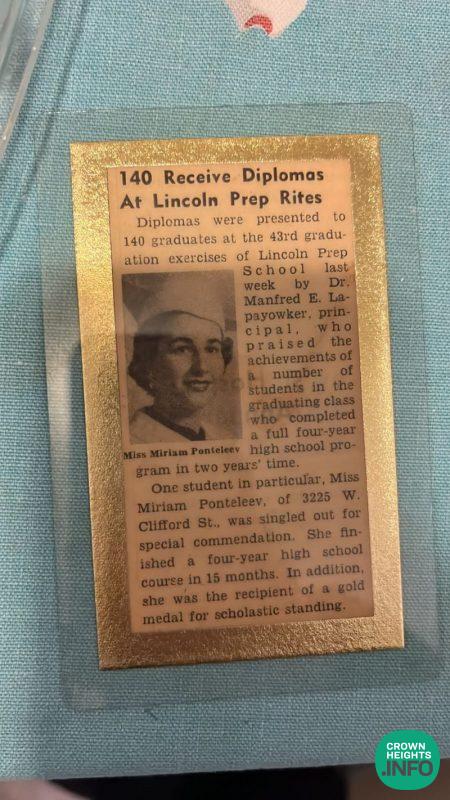 140 Receive Diplomas
At Lincoln Prep Rites
Diplomas were presented to
140 graduates at the 43rd gradu-
ation exercises of Lincoln Prep
School last
week by Dr.
Manfred E. La-
payowker, prin-
cipal, who
praised the
achievements of
a number of
students in the
graduating class
who completed
a full four-year
high school pro-
Miss Miriam Ponteleev
gram in two years' time.
One student in particular, Miss
Miriam Ponteleev, of 3225 W.
Clifford St., was singled out for
special commendation. She fin-
ished a four-year high school
course in 15 months. In addition,
she was the recipient of a gold
medal for scholastic standing.
CROWN
HEIGHTS
.INFO